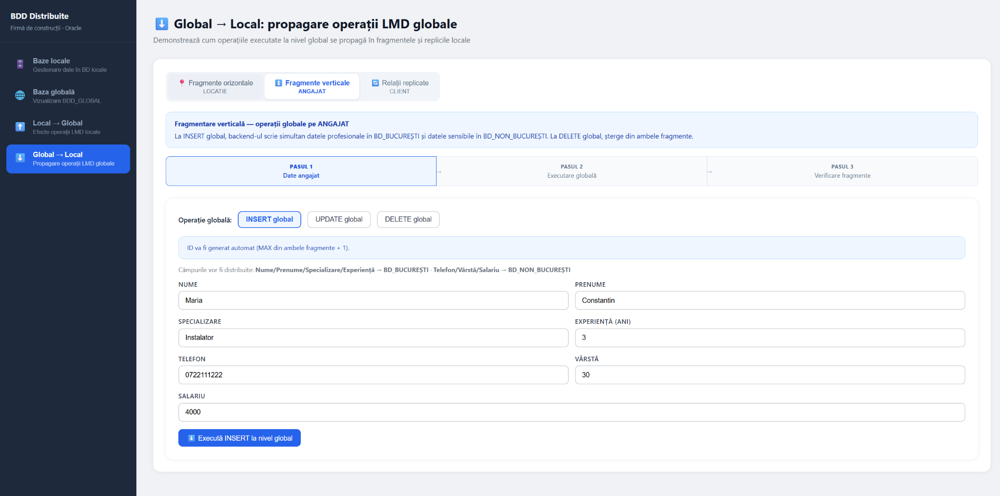 BDD Distribuite
Firmă de construcții · Oracle
Baze locale
Gestionare date în BD locale
Baza globală
Vizualizare BDD_GLOBAL
Local → Global
Efecte operații LMD locale
Global → Local
Propagare operații LMD globale
Global → Local: propagare operații LMD globale
Demonstrează cum operațiile executate la nivel global se propagă în fragmentele și replicile locale
Fragmente orizontale
LOCATIE
Fragmente verticale
ANGAJAT
Relații replicate
CLIENT
Fragmentare verticală — operații globale pe ANGAJAT
La INSERT global, backend-ul scrie simultan datele profesionale în BD_BUCUREȘTI și datele sensibile în BD_NON_BUCUREȘTI. La DELETE global, șterge din ambele fragmente.
PASUL 1
Date angajat
→
PASUL 2
Executare globală
→
PASUL 3
Verificare fragmente
Operație globală:
INSERT global
UPDATE global
DELETE global
ID va fi generat automat (MAX din ambele fragmente + 1).
Câmpurile vor fi distribuite: Nume/Prenume/Specializare/Experiență → BD_BUCUREȘTI · Telefon/Vârstă/Salariu → BD_NON_BUCUREȘTI
NUME
Maria
PRENUME
Constantin
SPECIALIZARE
Instalator
EXPERIENȚĂ (ANI)
3
TELEFON
0722111222
VÂRSTĂ
30
SALARIU
4000
Execută INSERT la nivel global